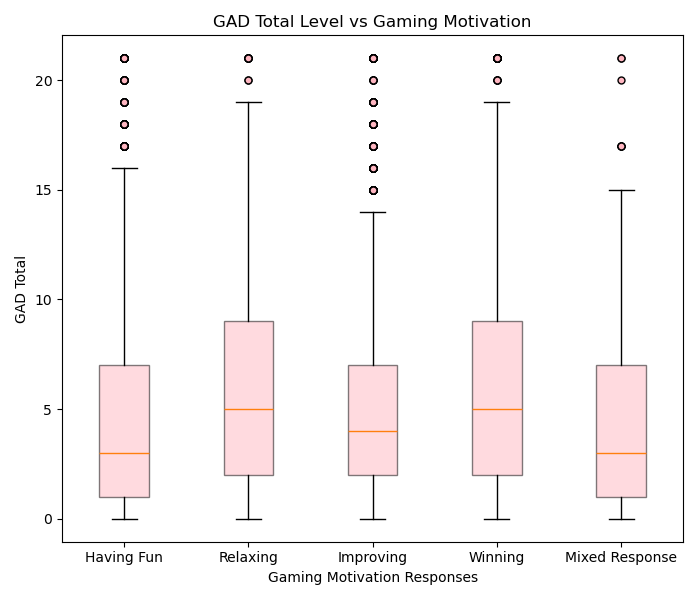 GAD Total Level vs Gaming Motivation
20
15
10
5
0
GAD Total
Having Fun Relaxing Improving Winning Mixed Response
Gaming Motivation Responses